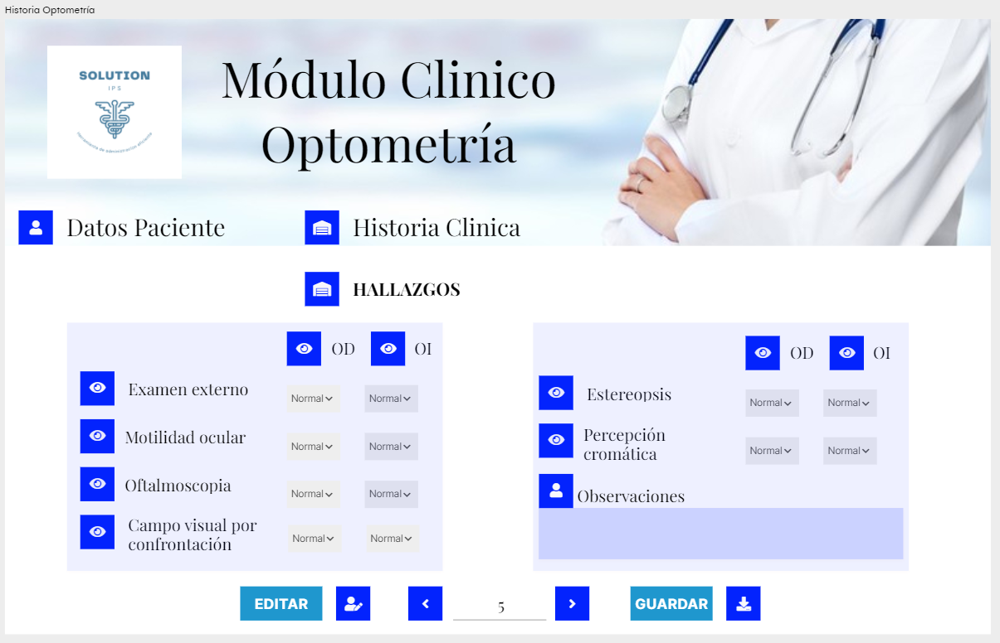 Historia Optometría
SOLUTION
IPS
Módulo Clinico
Optometría
Datos Paciente
Historia Clinica
HALLAZGOS
OD OI
Examen externo Normal Normal
Motilidad ocular Normal Normal
Oftalmoscopia Normal Normal
Campo visual por
confrontación Normal Normal
OD OI
Estereopsis Normal Normal
Percepción
cromática Normal Normal
Observaciones
EDITAR 5 GUARDAR